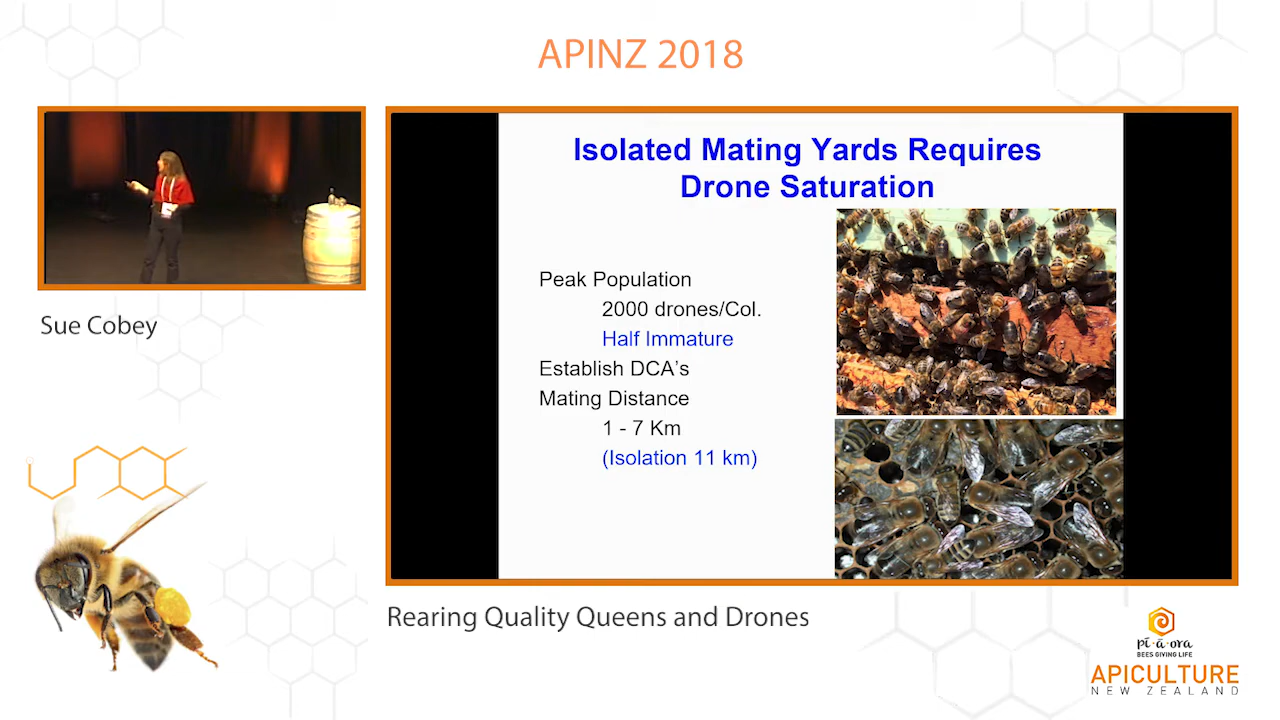 APINZ 2018
Sue Cobey
Isolated Mating Yards Requires
Drone Saturation
Peak Population
2000 drones/Col.
Half Immature
Establish DCA's
Mating Distance
1 - 7 Km
(Isolation 11 km)
Rearing Quality Queens and Drones
pī-ā-ora
BEES GIVING LIFE
APICULTURE
NEW ZEALAND